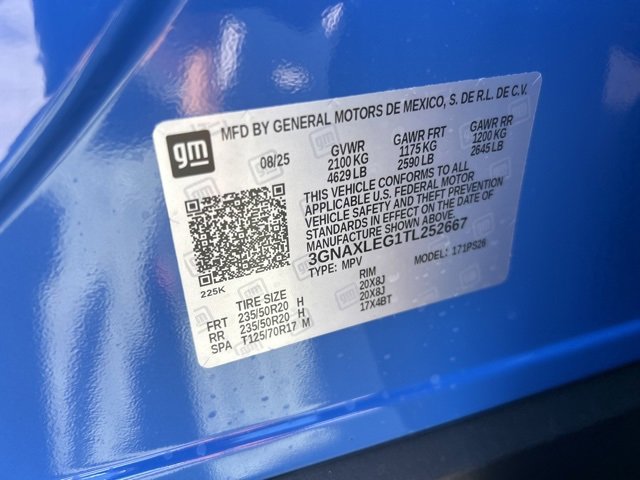 gm
MFD BY GENERAL MOTORS DE MEXICO, S. DE R.L. DE C.V.
08/25
GVWR
2100 KG
4629 LB
GAWR FRT
1175 KG
2590 LB
GAWR RR
1200 KG
2645 LB
THIS VEHICLE CONFORMS TO ALL
APPLICABLE U.S. FEDERAL MOTOR
VEHICLE SAFETY AND THEFT PREVENTION
STANDARDS IN EFFECT ON THE DATE OF
MANUFACTURE SHOWN ABOVE.
3GNAXLEG1TL252667
TYPE: MPV
MODEL: 171PS26
225K
TIRE SIZE
RIM
FRT 235/50R20 H 20X8J
RR 235/50R20 H 20X8J
SPA T125/70R17 M 17X4BT